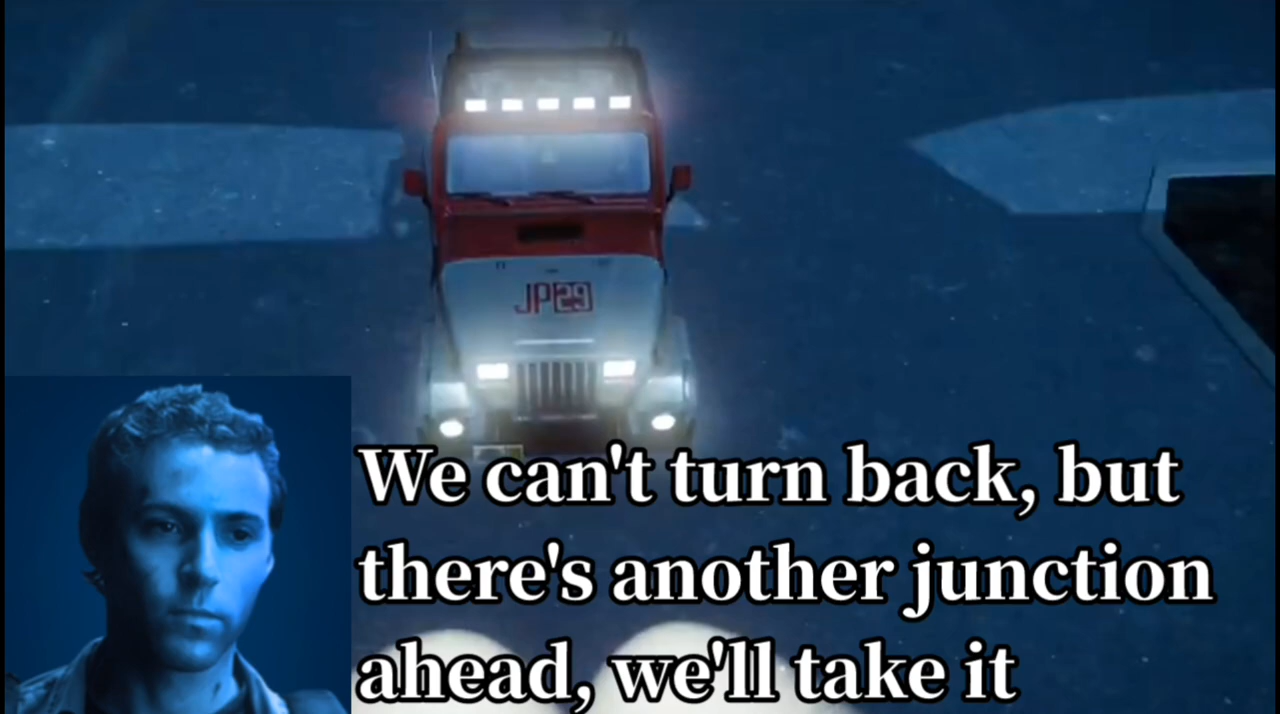 JP29
We can't turn back, but
there's another junction
ahead, we'll take it